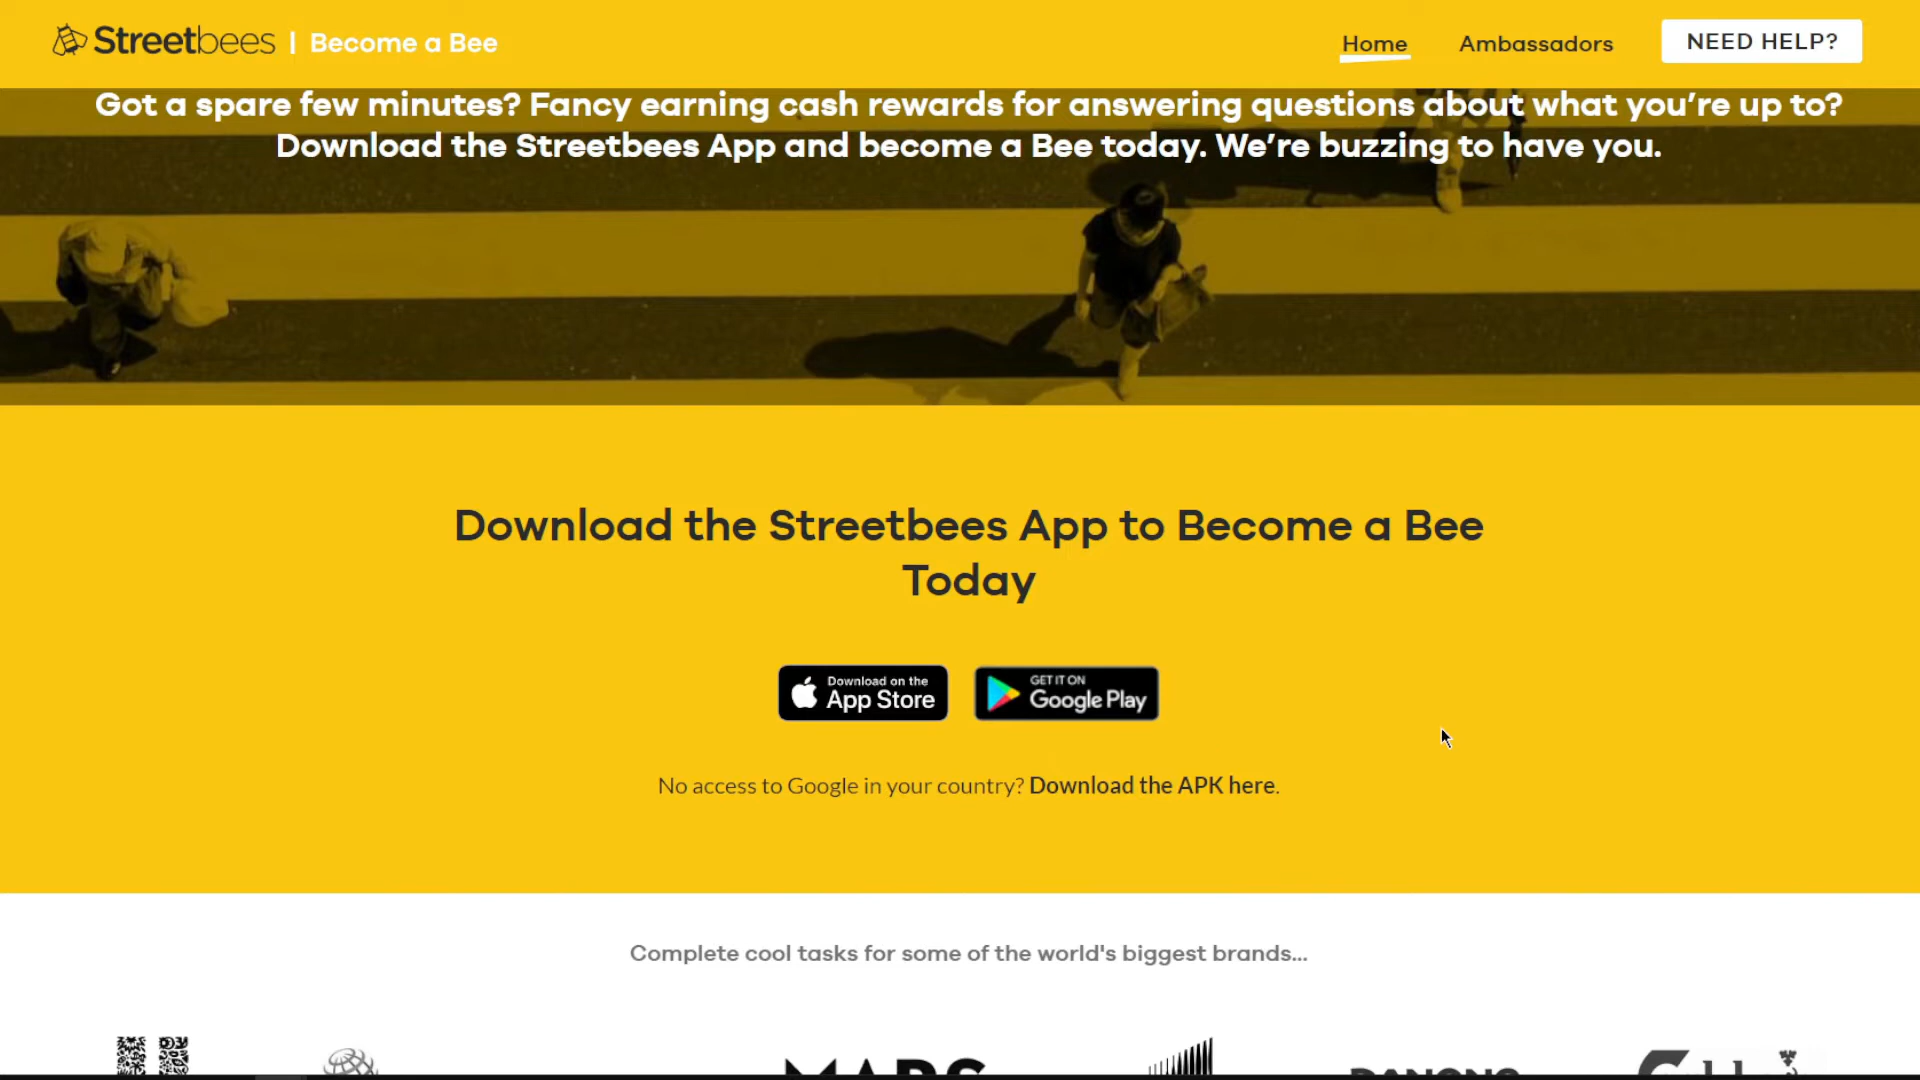 Streetbees | Become a Bee
Home
Ambassadors
NEED HELP?
Got a spare few minutes? Fancy earning cash rewards for answering questions about what you're up to?
Download the Streetbees App and become a Bee today. We're buzzing to have you.
Download the Streetbees App to Become a Bee
Today
Download on the
App Store
GET IT ON
Google Play
No access to Google in your country? Download the APK here.
Complete cool tasks for some of the world's biggest brands...
MARS
DANONE